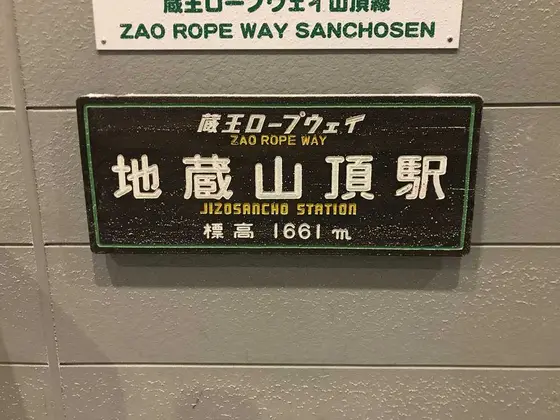 蔵王ロープウェイ山頂線
ZAO ROPE WAY SANCHOSEN
蔵王ロープウェイ
ZAO ROPE WAY
地蔵山頂駅
JIZOSANCHO STATION
標高 1661m